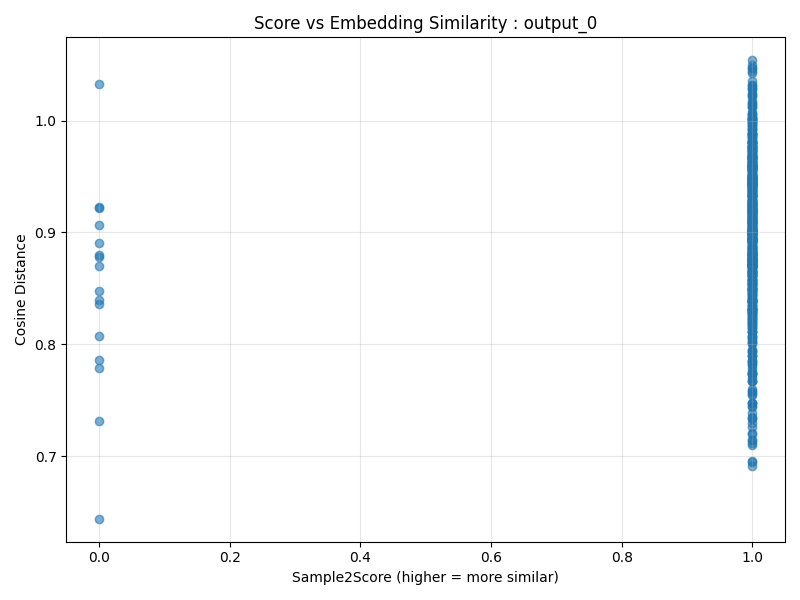 Score vs Embedding Similarity : output_0
Cosine Distance
1.0
0.9
0.8
0.7
0.0 0.2 0.4 0.6 0.8 1.0
Sample2Score (higher = more similar)